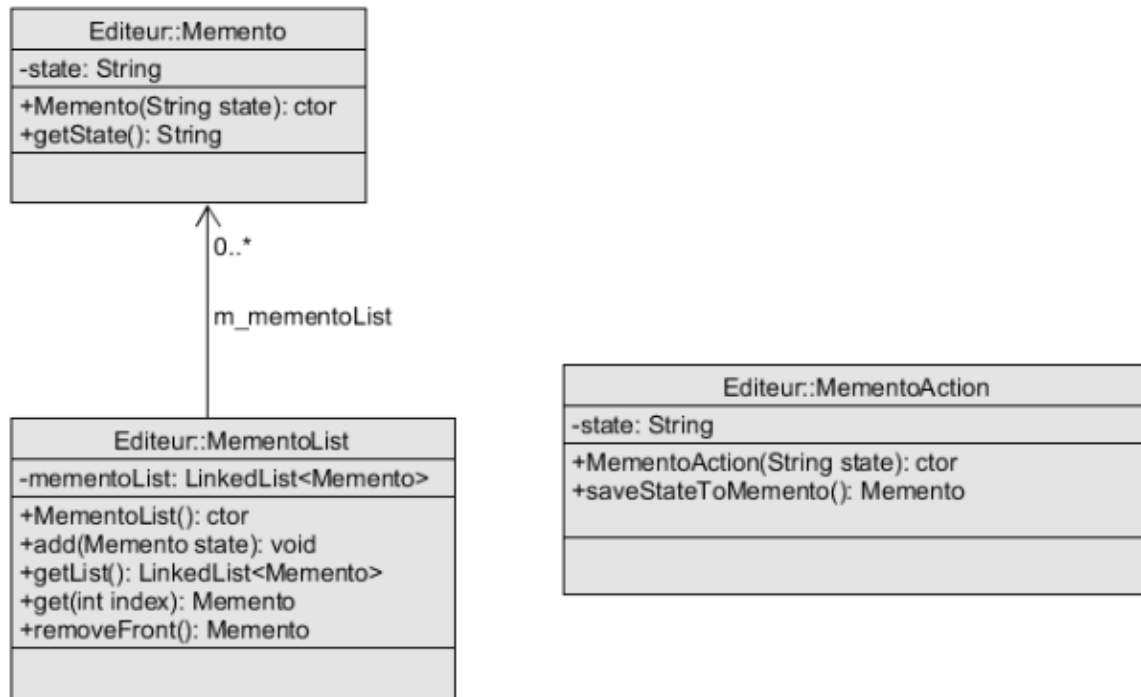 Editeur::Memento
-state: String
+Memento(String state): ctor
+getState(): String
0..*
m_mementoList
Editeur::MementoList
-mementoList: LinkedList<Memento>
+MementoList(): ctor
+add(Memento state): void
+getList(): LinkedList<Memento>
+get(int index): Memento
+removeFront(): Memento
Editeur::MementoAction
-state: String
+MementoAction(String state): ctor
+saveStateToMemento(): Memento